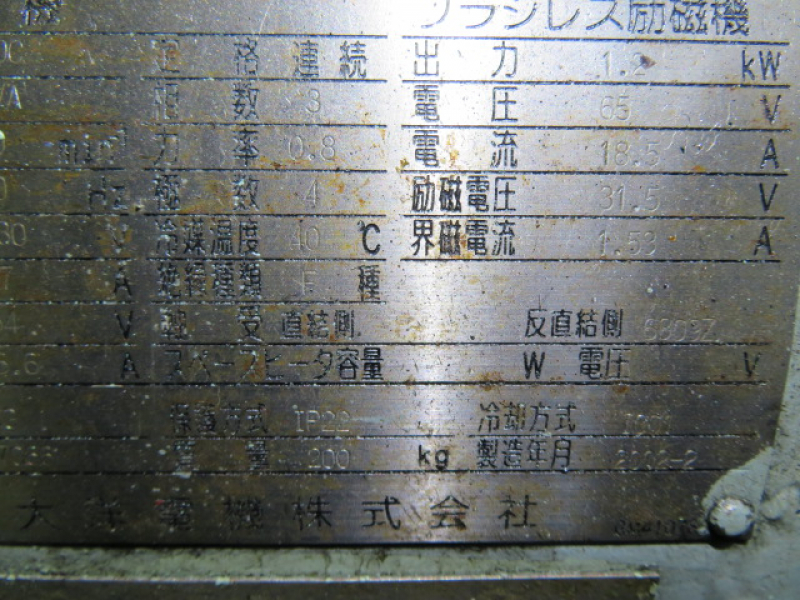 機 ブラシレス励磁機
定格 連続 出力 1.2 kW
相数 3 電圧 65 V
min 力率 0.8 電流 18.5 A
Hz 極数 4 励磁電圧 31.5 V
V 冷媒温度 40 ℃ 界磁電流 1.53 A
A 絶縁種類 F 種
V 軸受 直結側 反直結側
A スペースヒータ容量 W 電圧 V
保護方式 IP22 冷却方式
質量 200 kg 製造年月 2002-2
大洋電機株式会社